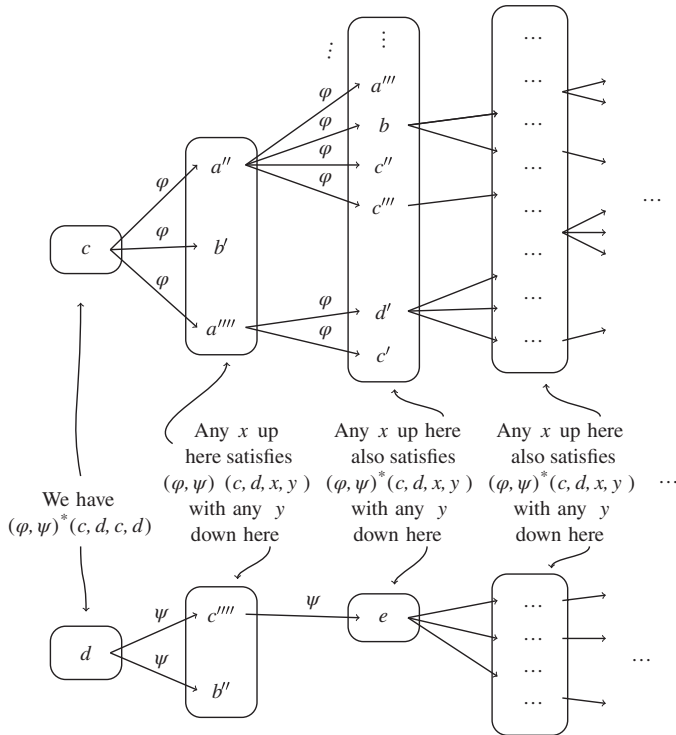 ⋮ ⋮ …
a''' …
φ
φ b …
a'' φ c'' …
φ φ c''' …
c φ b' … …
φ …
φ d' …
a'''' φ c' …
Any x up Any x up here Any x up here
here satisfies also satisfies also satisfies
(φ, ψ) (c, d, x, y ) (φ, ψ)*(c, d, x, y ) (φ, ψ)*(c, d, x, y ) …
with any y with any y with any y
down here down here down here
We have
(φ, ψ)*(c, d, c, d)
ψ c'''' ψ e …
d …
ψ … …
b'' …